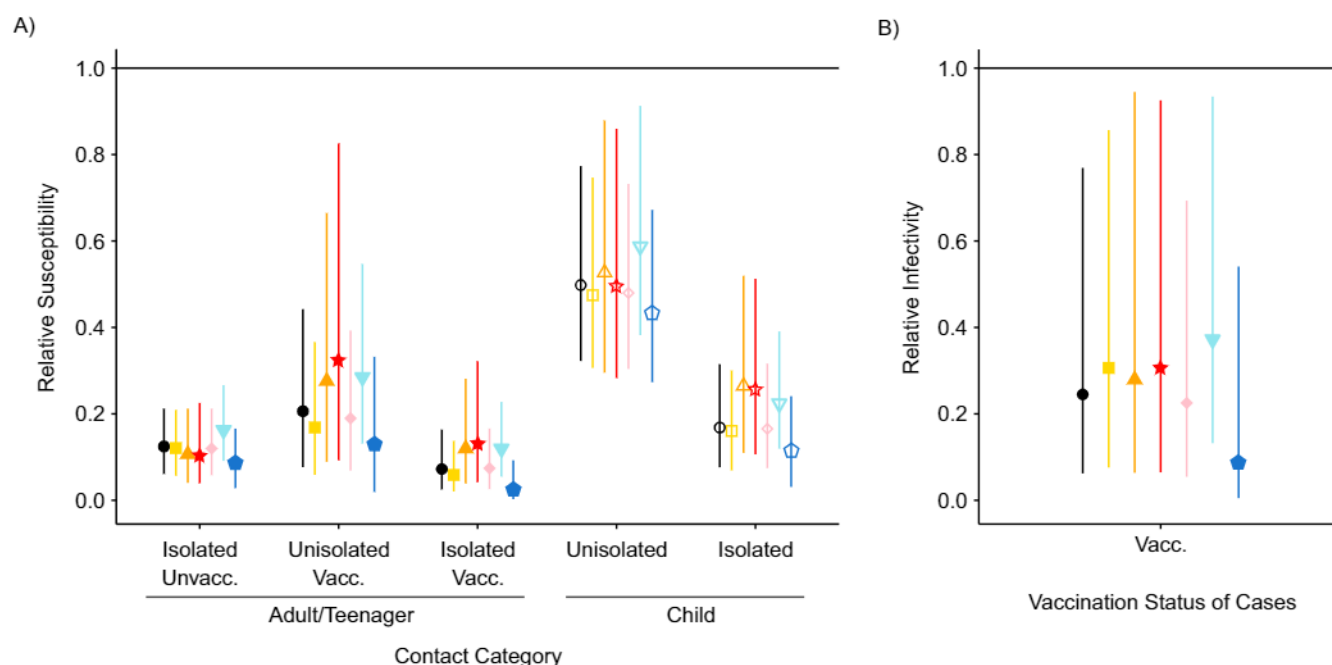 A)
Relative Susceptibility
1.0
0.8
0.6
0.4
0.2
0.0
Isolated Unvacc.
Unisolated Vacc.
Isolated Vacc.
Unisolated
Isolated
Adult/Teenager
Child
Contact Category
B)
Relative Infectivity
1.0
0.8
0.6
0.4
0.2
0.0
Vacc.
Vaccination Status of Cases